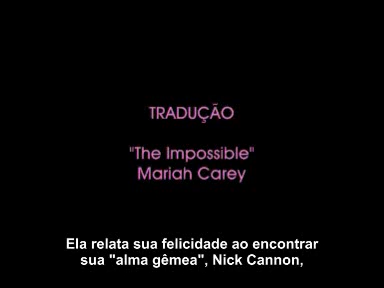 TRADUÇÃO
"The Impossible"
Mariah Carey
Ela relata sua felicidade ao encontrar
sua "alma gêmea", Nick Cannon,